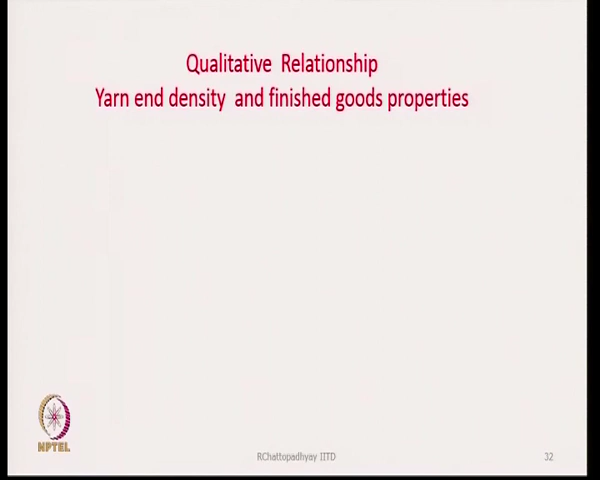 Qualitative Relationship
Yarn end density and finished goods properties
NPTEL
RChattopadhyay IITD
32